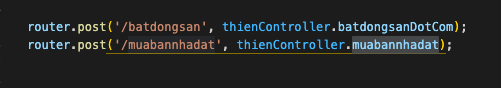 router.post('/batdongsan', thienController.batdongsanDotCom);
router.post('/muabannhadat', thienController.muabannhadat);